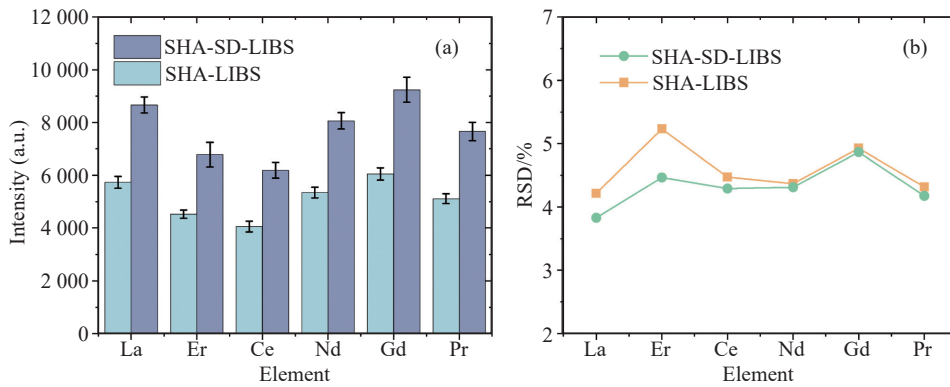 12 000
10 000
8 000
6 000
4 000
2 000
0
Intensity (a.u.)
SHA-SD-LIBS
SHA-LIBS
(a)
La Er Ce Nd Gd Pr
Element
7
6
5
4
3
2
RSD/%
SHA-SD-LIBS
SHA-LIBS
(b)
La Er Ce Nd Gd Pr
Element